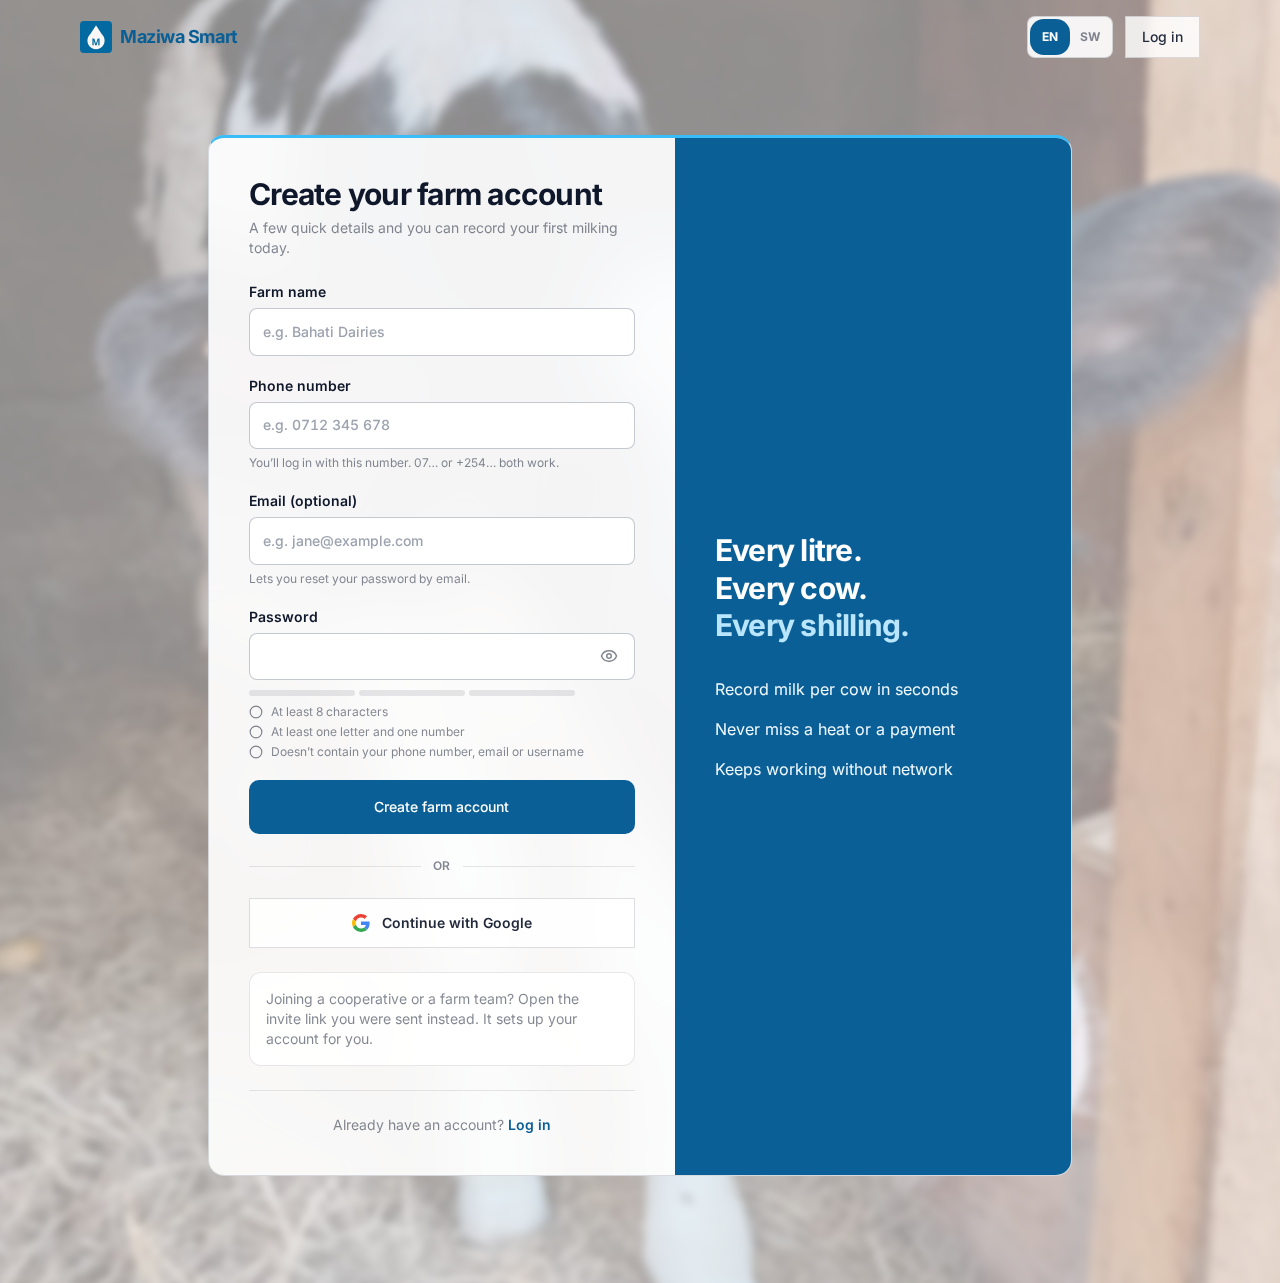 M
Maziwa Smart
EN
SW
Log in
Create your farm account
A few quick details and you can record your first milking
today.
Farm name
e.g. Bahati Dairies
Phone number
e.g. 0712 345 678
You’ll log in with this number. 07… or +254… both work.
Email (optional)
e.g. jane@example.com
Lets you reset your password by email.
Password
At least 8 characters
At least one letter and one number
Doesn’t contain your phone number, email or username
Create farm account
OR
Continue with Google
Joining a cooperative or a farm team? Open the
invite link you were sent instead. It sets up your
account for you.
Already have an account? Log in
Every litre.
Every cow.
Every shilling.
Record milk per cow in seconds
Never miss a heat or a payment
Keeps working without network